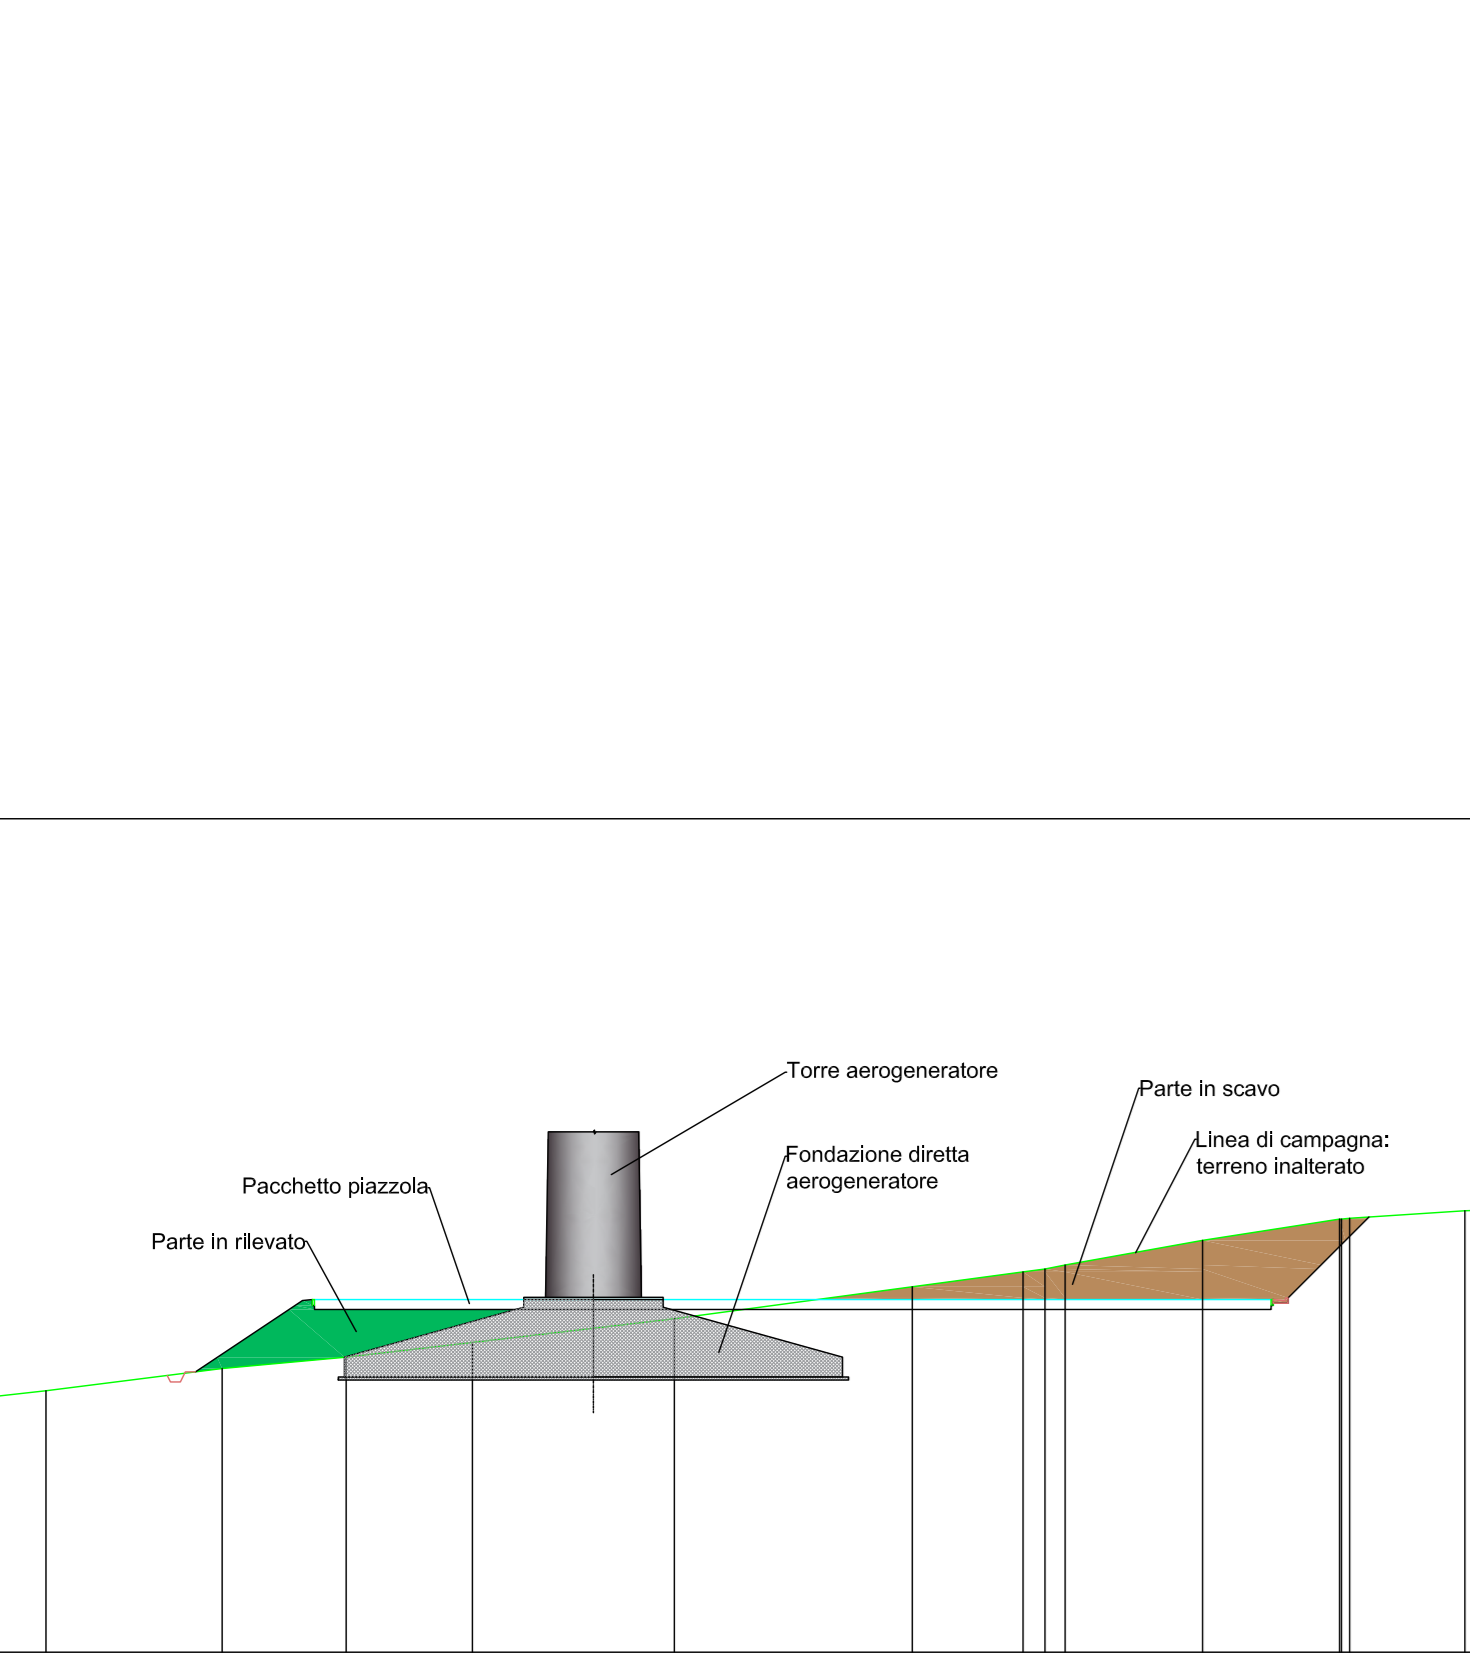 Torre aerogeneratore
Parte in scavo
Linea di campagna:
terreno inalterato
Fondazione diretta
aerogeneratore
Pacchetto piazzola
Parte in rilevato